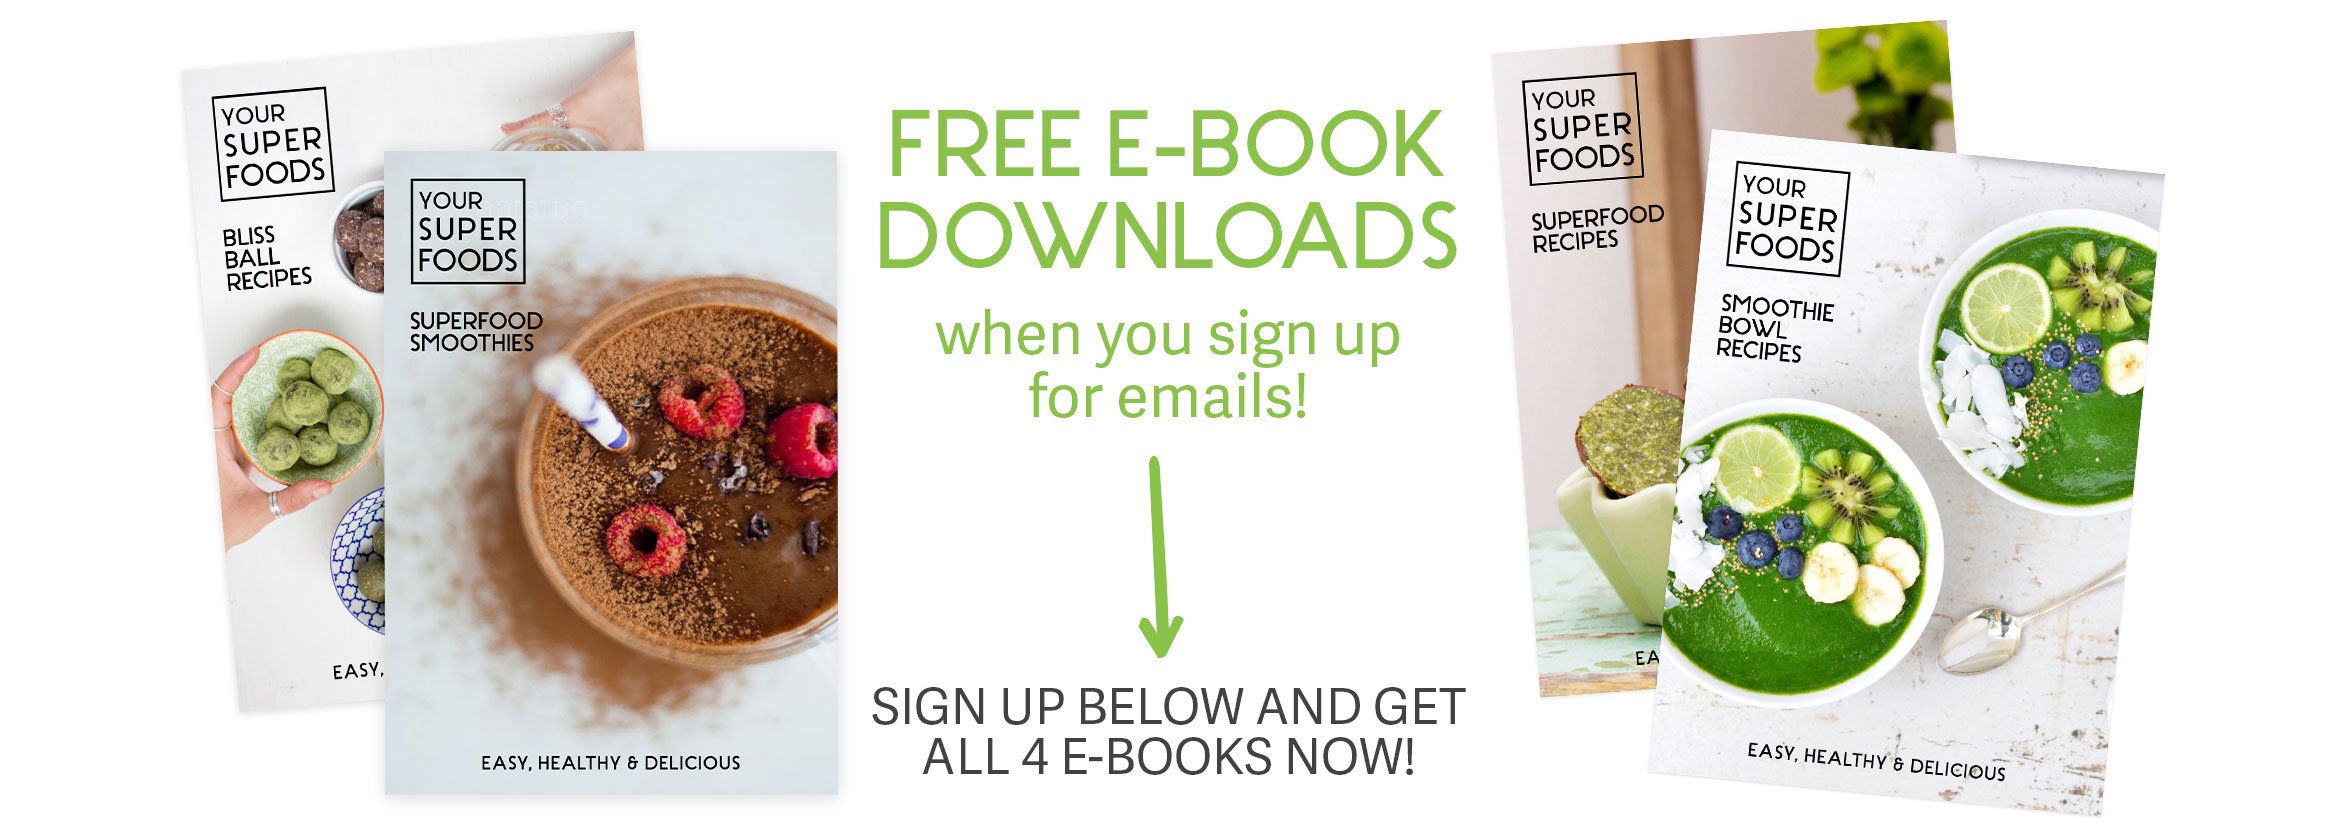 YOUR
SUPER
FOODS
BLISS
BALL
RECIPES
EASY,
YOUR
SUPER
FOODS
SUPERFOOD
SMOOTHIES
EASY, HEALTHY & DELICIOUS
FREE E-BOOK
DOWNLOADS
when you sign up
for emails!
SIGN UP BELOW AND GET
ALL 4 E-BOOKS NOW!
YOUR
SUPER
FOODS
SUPERFOOD
RECIPES
EA
YOUR
SUPER
FOODS
SMOOTHIE
BOWL
RECIPES
EASY, HEALTHY & DELICIOUS